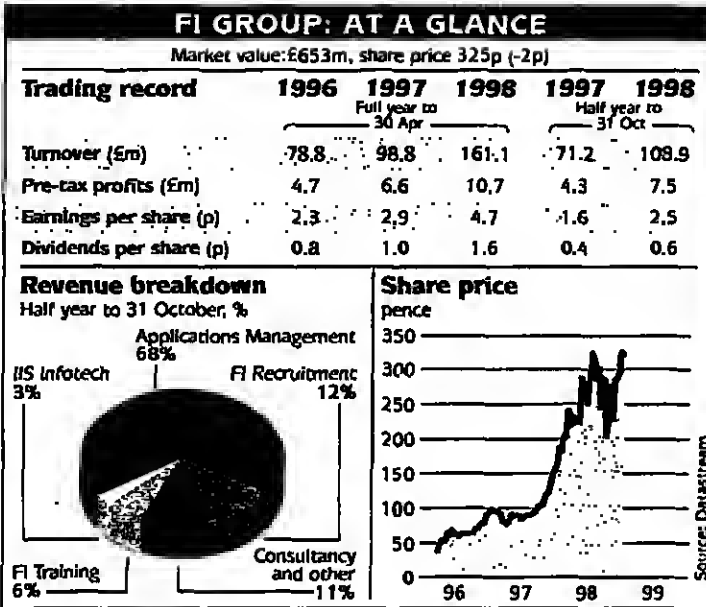 FI GROUP: AT A GLANCE
Market value:£653m, share price 325p (-2p)
Trading record 1996 1997 1998 1997 1998
Full year to Half year to
30 Apr 31 Oct
Turnover (£m) 78.8 98.8 161.1 71.2 109.9
Pre-tax profits (£m) 4.7 6.6 10.7 4.3 7.5
Earnings per share (p) 2.3 2.9 4.7 1.6 2.5
Dividends per share (p) 0.8 1.0 1.6 0.4 0.6
Revenue breakdown
Half year to 31 October, %
Applications Management
68%
IIS Infotech
3%
FI Recruitment
12%
FI Training
6%
Consultancy
and other
11%
Share price
pence
350
300
250
200
150
100
50
0
96 97 98 99
Source: Datastream